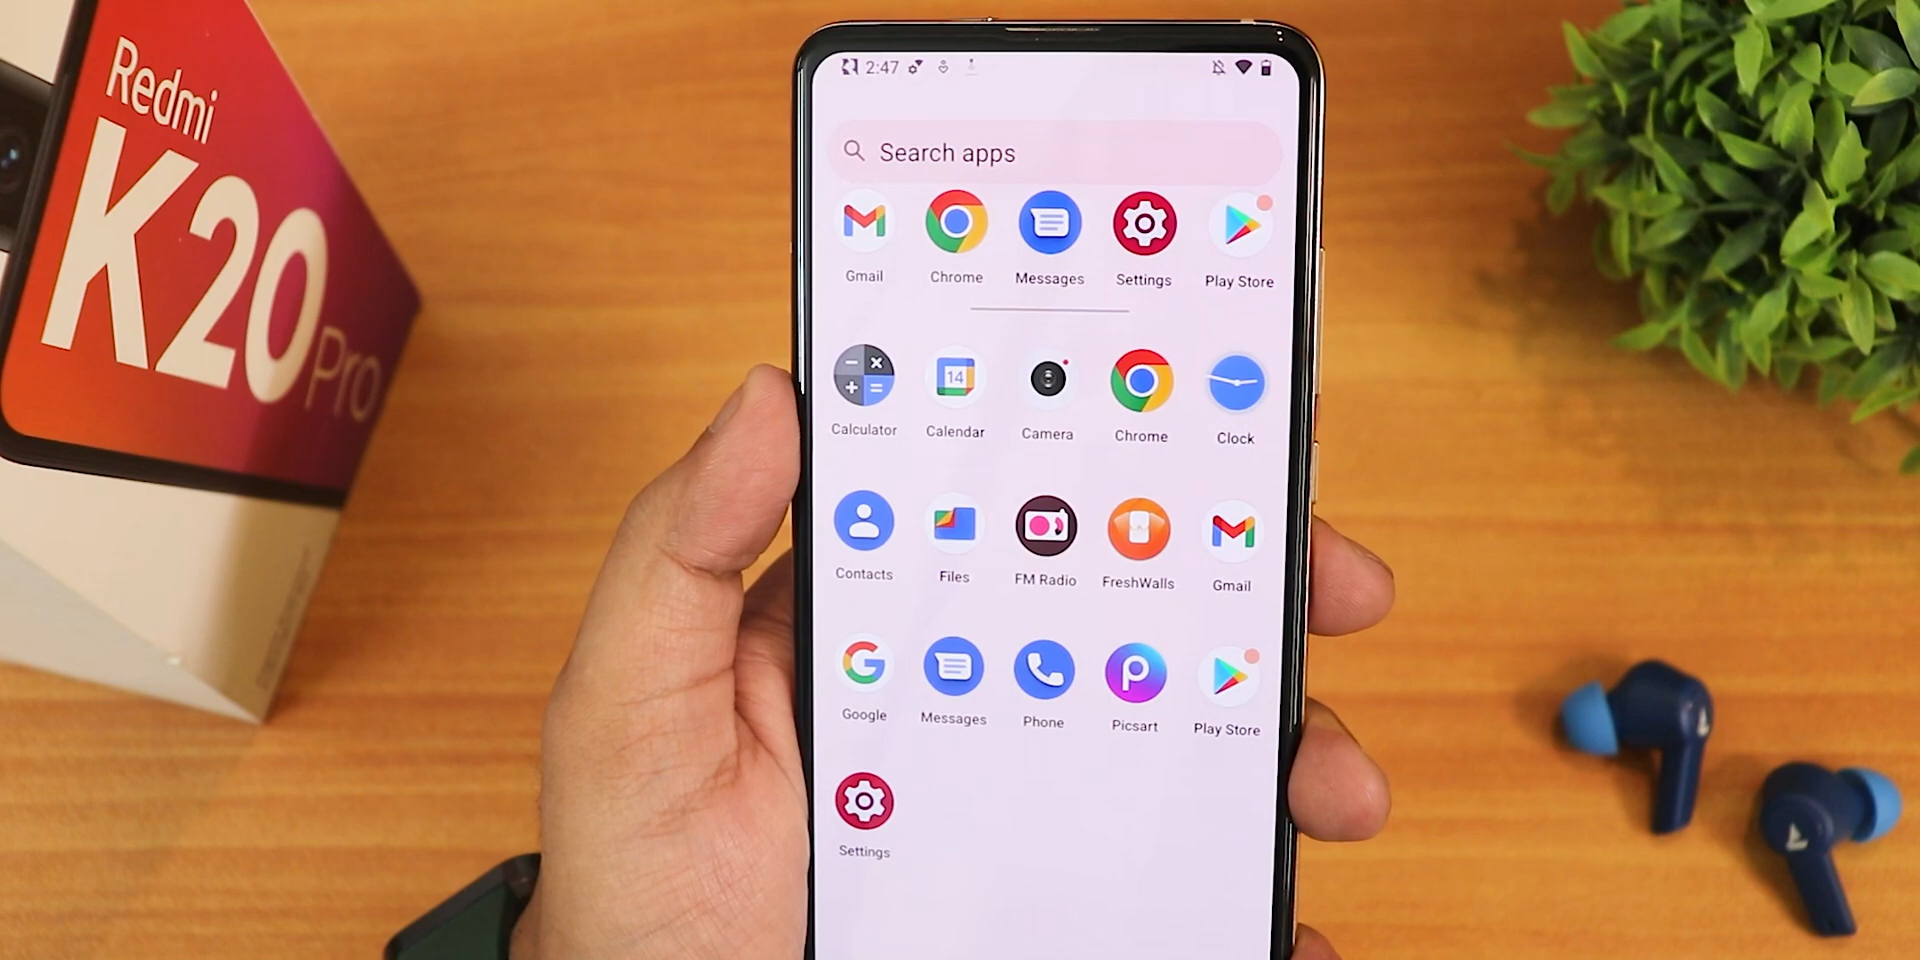 Redmi
K20 Pro
2:47
Search apps
Gmail Chrome Messages Settings Play Store
Calculator Calendar Camera Chrome Clock
14
Contacts Files FM Radio FreshWalls Gmail
Google Messages Phone Picsart Play Store
Settings